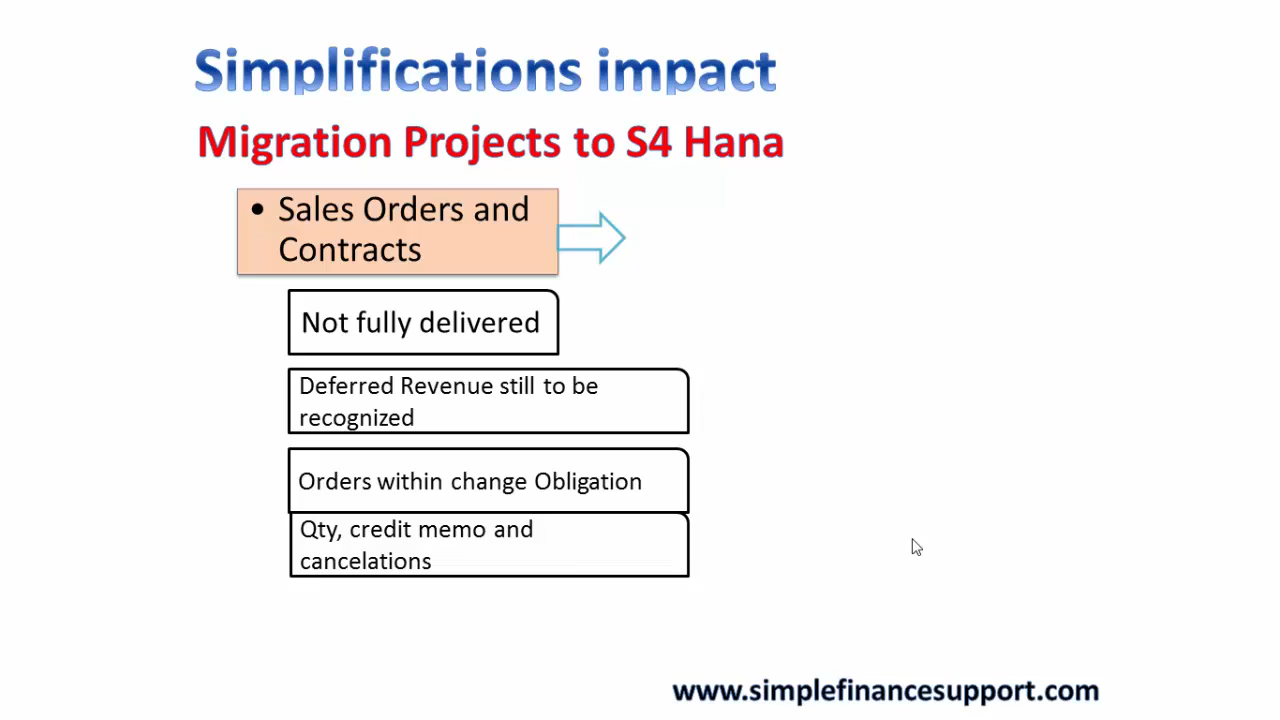 Simplifications impact
Migration Projects to S4 Hana
• Sales Orders and
Contracts
Not fully delivered
Deferred Revenue still to be
recognized
Orders within change Obligation
Qty, credit memo and
cancelations
www.simplefinancesupport.com